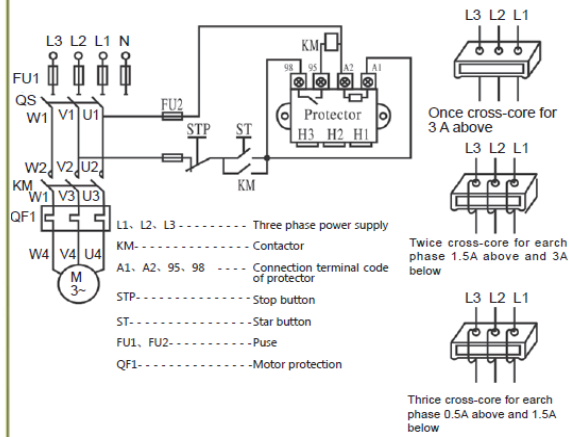 L3 L2 L1 N
FU1
QS
W1 V1 U1
FU2
STP
ST
KM
98 95 A2 A1
KM
Protector
H3 H2 H1
W2 V2 U2
KM
W1 V3 U3
QF1
W4 V4 U4
M
3~
L1、L2、L3 - - - - - - - - - Three phase power supply
KM- - - - - - - - - - - - - - - Contactor
A1、A2、95、98 - - - - Connection terminal code
of protector
STP- - - - - - - - - - - - - - - Stop button
ST- - - - - - - - - - - - - - - - Star button
FU1、FU2- - - - - - - - - - -Puse
QF1- - - - - - - - - - - - - - -Motor protection
L3 L2 L1
Once cross-core for
3 A above
L3 L2 L1
Twice cross-core for earch
phase 1.5A above and 3A
below
L3 L2 L1
Thrice cross-core for earch
phase 0.5A above and 1.5A
below